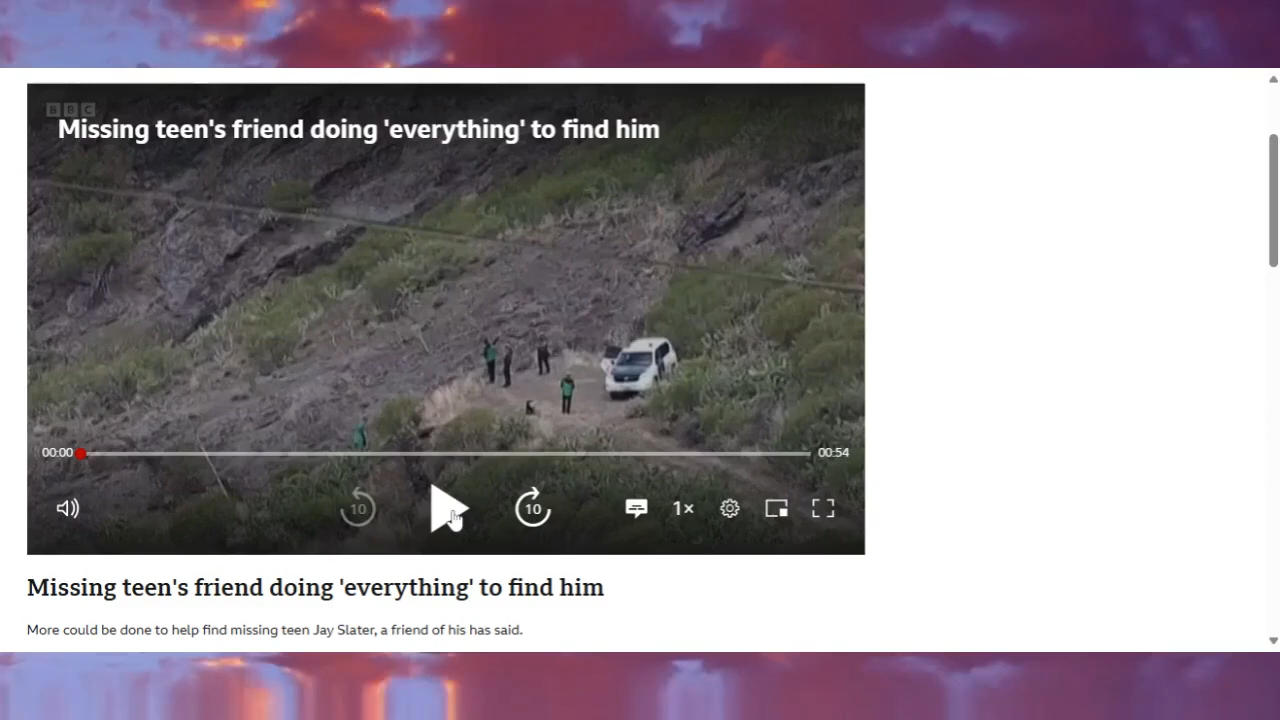 BBC
Missing teen's friend doing 'everything' to find him
00:00
00:54
10
10
1×
Missing teen's friend doing 'everything' to find him
More could be done to help find missing teen Jay Slater, a friend of his has said.